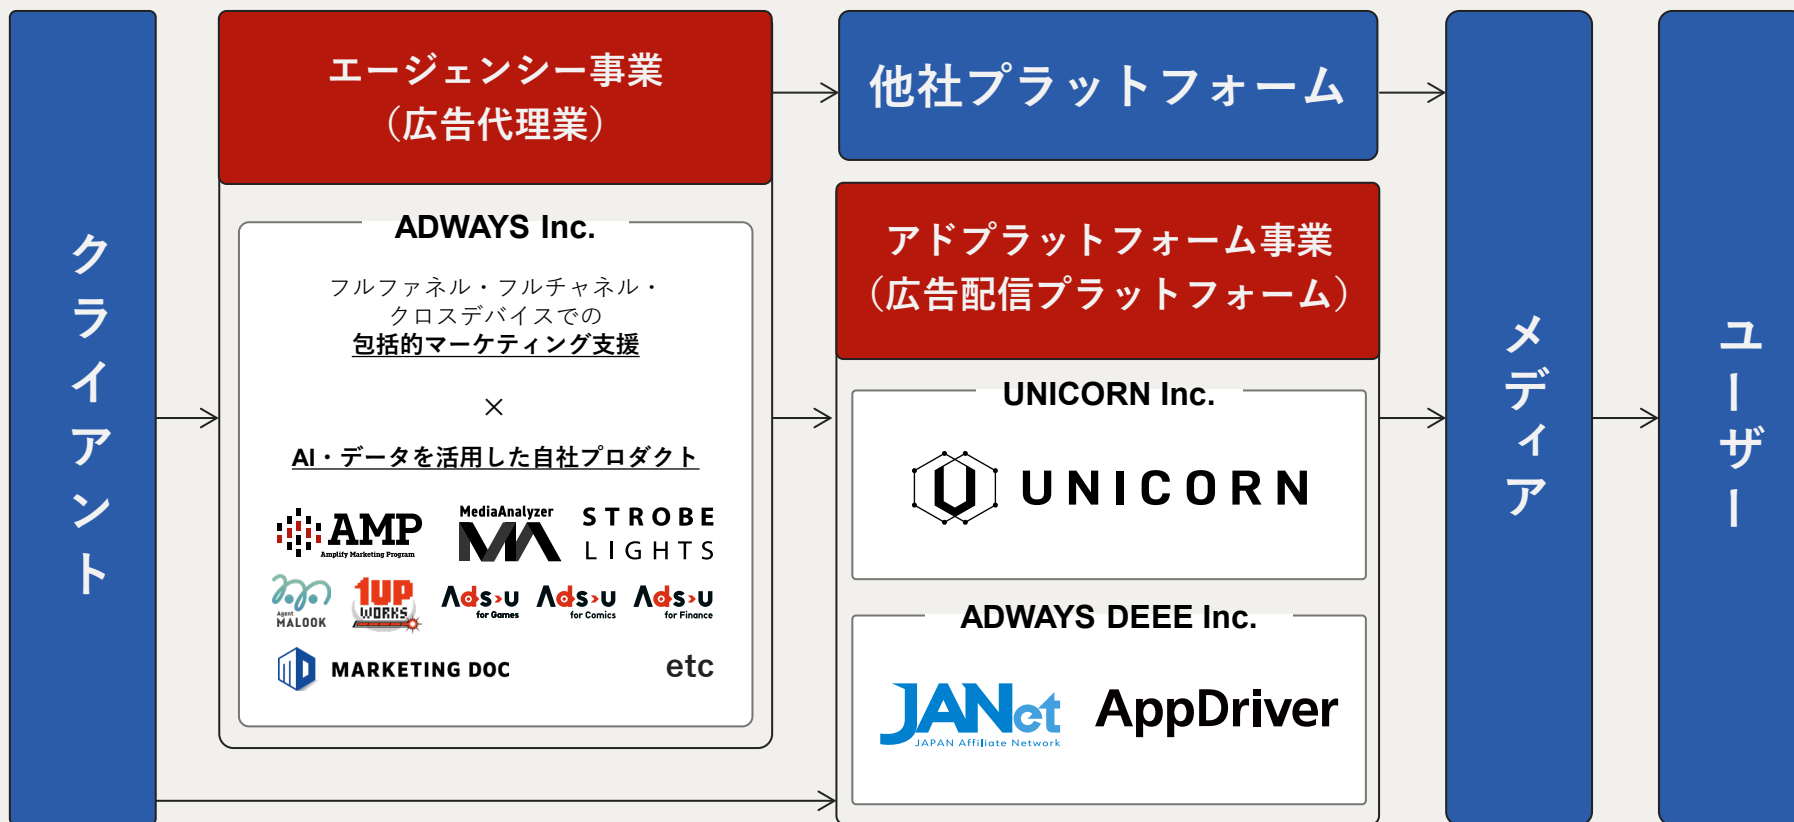 クライアント
エージェンシー事業
（広告代理業）
ADWAYS Inc.
フルファネル・フルチャネル・
クロスデバイスでの
包括的マーケティング支援
×
AI・データを活用した自社プロダクト
AMP
Amplify Marketing Program
MediaAnalyzer
MA
STROBE
LIGHTS
Agent
MALOOK
1UP
WORKS
Ads>u
for Games
Ads>u
for Comics
Ads>u
for Finance
MARKETING DOC
etc
他社プラットフォーム
アドプラットフォーム事業
（広告配信プラットフォーム）
UNICORN Inc.
UNICORN
ADWAYS DEEE Inc.
JANet
JAPAN Affiliate Network
AppDriver
メディア
ユーザー